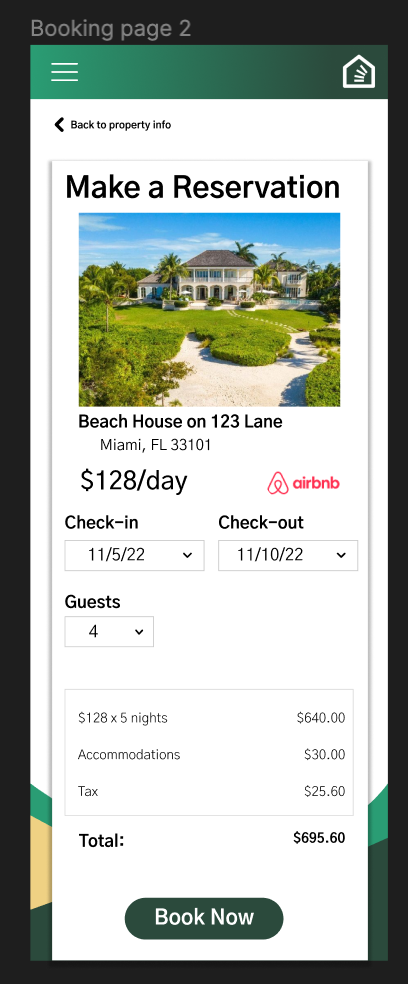 Booking page 2
Back to property info
Make a Reservation
Beach House on 123 Lane
Miami, FL 33101
$128/day
airbnb
Check-in Check-out
11/5/22 11/10/22
Guests
4
$128 x 5 nights $640.00
Accommodations $30.00
Tax $25.60
Total: $695.60
Book Now